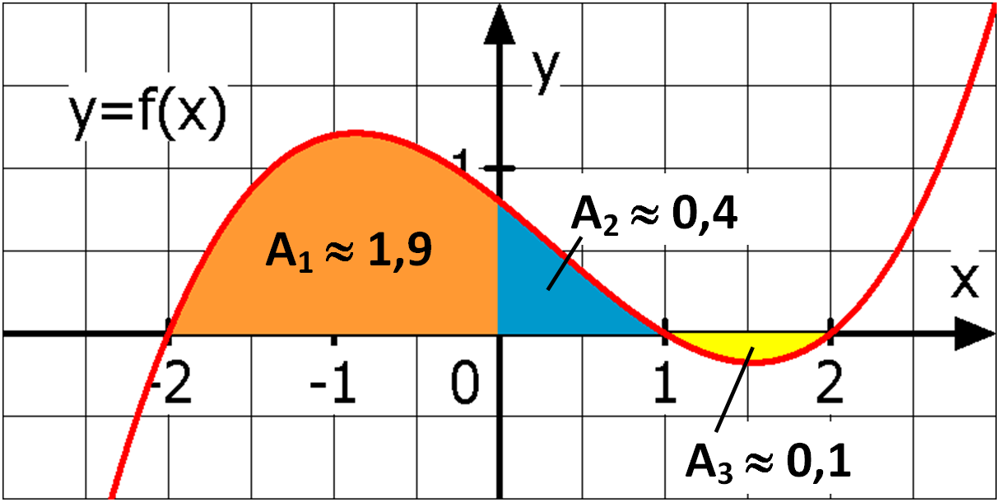 y
y=f(x)
1
A₂ ≈ 0,4
A₁ ≈ 1,9
x
-2 -1 0 1 2
A₃ ≈ 0,1